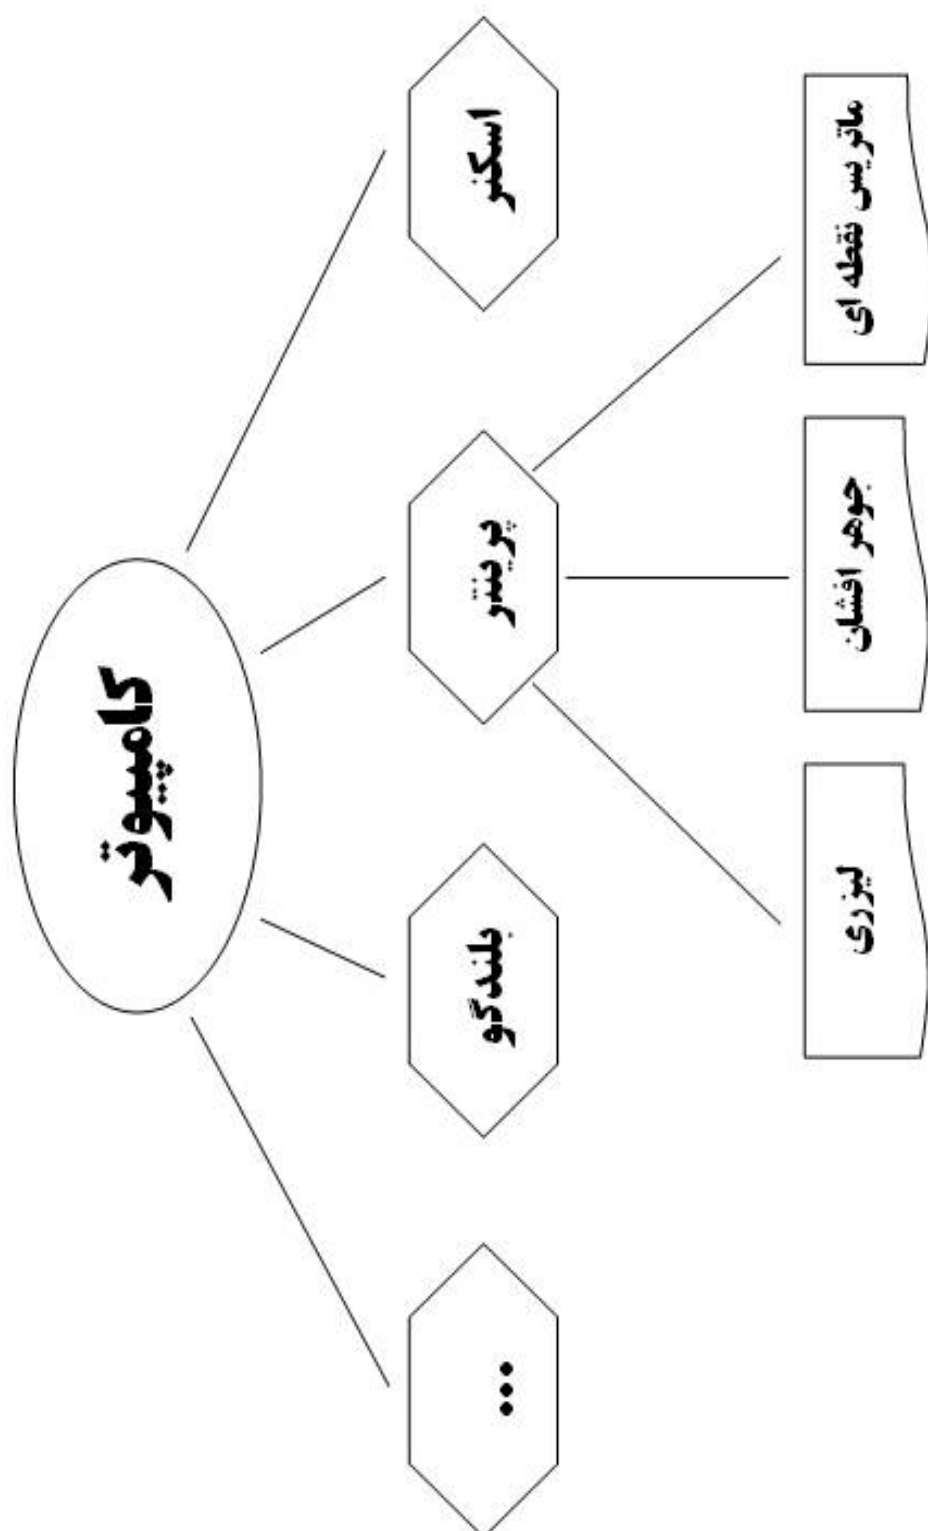 کامپیوتر
اسکنر
پرینتر
بلندگو
...
ماتریس نقطه ای
جوهر افشان
لیزری